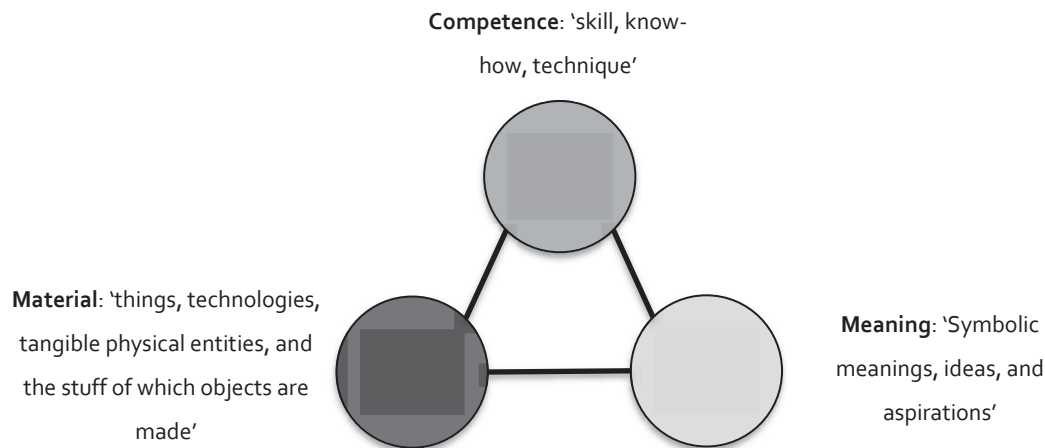 Competence: ‘skill, know-
how, technique’
Material: ‘things, technologies,
tangible physical entities, and
the stuff of which objects are
made’
Meaning: ‘Symbolic
meanings, ideas, and
aspirations’